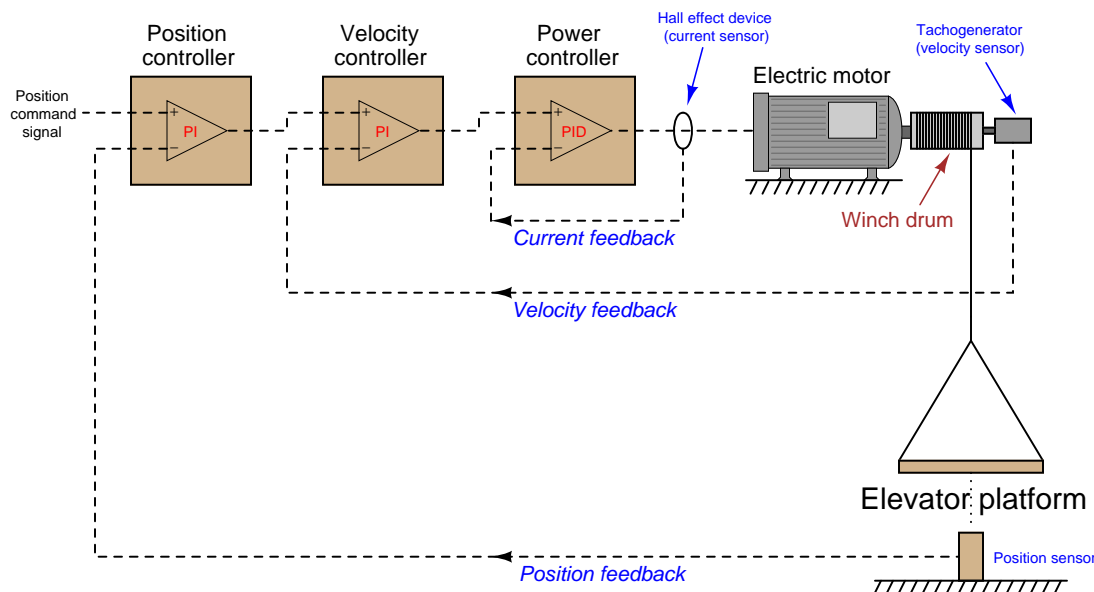 Position
controller
Velocity
controller
Power
controller
Hall effect device
(current sensor)
Tachogenerator
(velocity sensor)
Electric motor
Position
command
signal
+
−
PI
+
−
PI
+
−
PID
Winch drum
Current feedback
Velocity feedback
Elevator platform
Position sensor
Position feedback